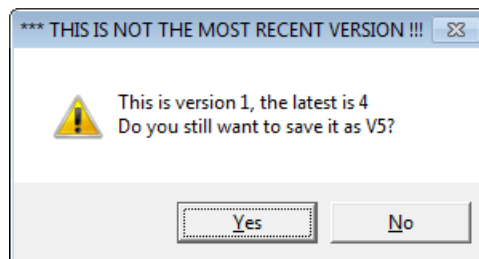 *** THIS IS NOT THE MOST RECENT VERSION !!!
This is version 1, the latest is 4
Do you still want to save it as V5?
Yes
No